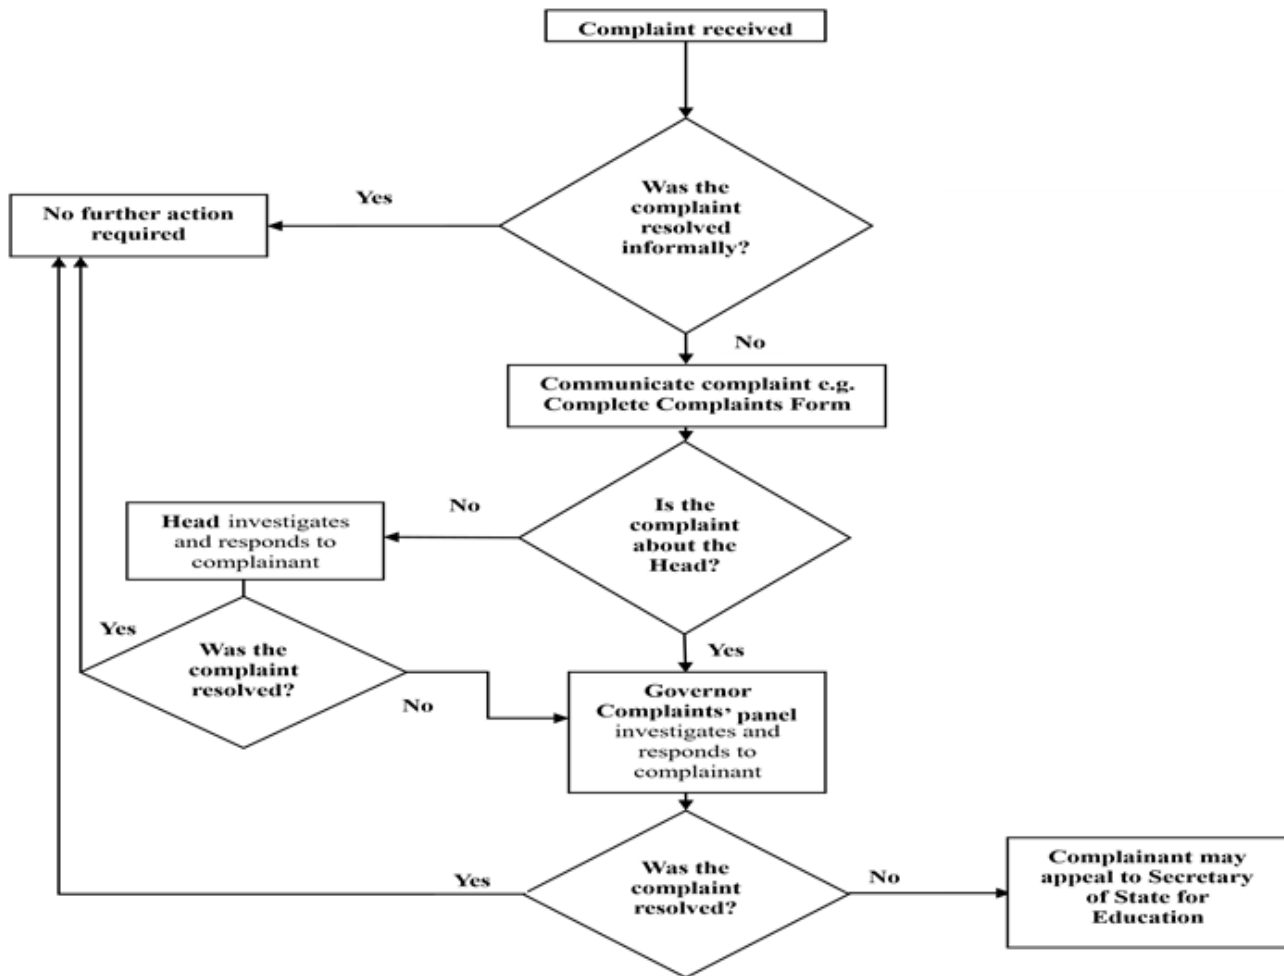 Complaint received
Was the
complaint
resolved
informally?
Yes
No further action
required
No
Communicate complaint e.g.
Complete Complaints Form
Is the
complaint
about the
Head?
No
Head investigates
and responds to
complainant
Yes
Was the
complaint
resolved?
No
Yes
Governor
Complaints’ panel
investigates and
responds to
complainant
Was the
complaint
resolved?
Yes
No
Complainant may
appeal to Secretary
of State for
Education